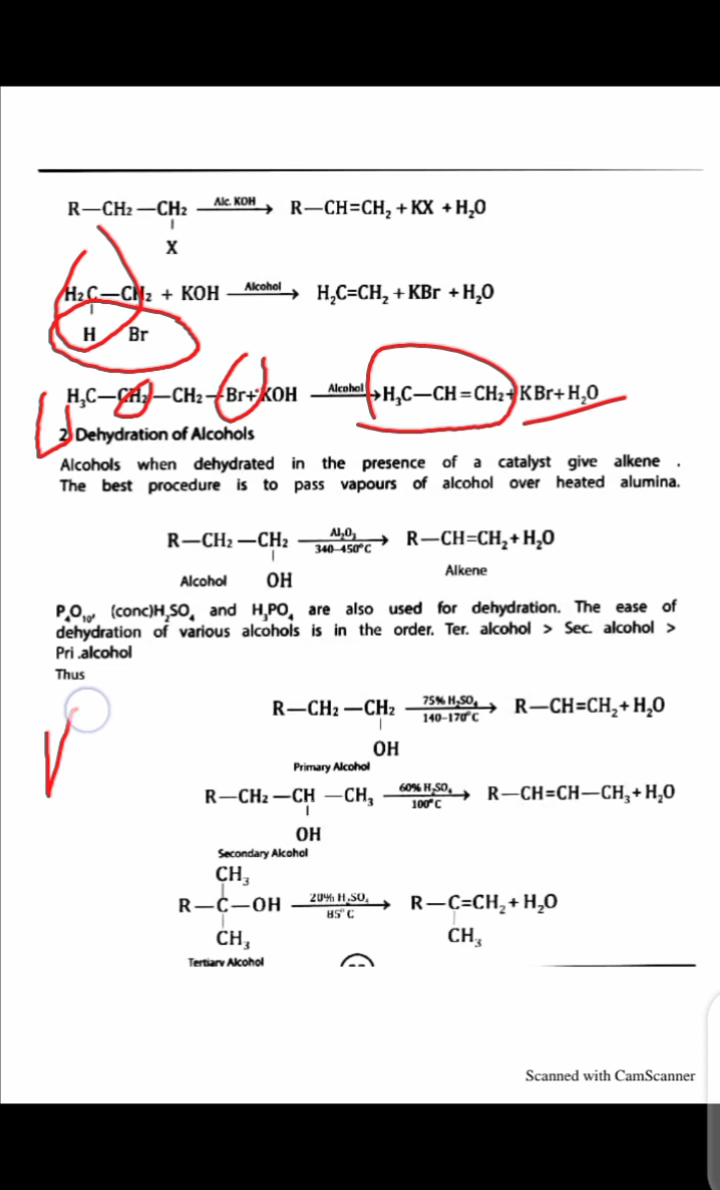 R—CH₂—CH₂ —Alc. KOH→ R—CH=CH₂ + KX + H₂O
X
H₂C—CH₂ + KOH —Alcohol→ H₂C=CH₂ + KBr + H₂O
H Br
H₃C—CH₂—CH₂—Br+KOH —Alcohol→ H₃C—CH=CH₂+KBr+H₂O
2) Dehydration of Alcohols
Alcohols when dehydrated in the presence of a catalyst give alkene .
The best procedure is to pass vapours of alcohol over heated alumina.
R—CH₂—CH₂ —Al₂O₃ 340-450°C→ R—CH=CH₂+H₂O
Alcohol OH Alkene
P₄O₁₀, (conc)H₂SO₄ and H₃PO₄ are also used for dehydration. The ease of
dehydration of various alcohols is in the order. Ter. alcohol > Sec. alcohol >
Pri .alcohol
Thus
R—CH₂—CH₂ —75% H₂SO₄ 140-170°C→ R—CH=CH₂+H₂O
OH
Primary Alcohol
R—CH₂—CH—CH₃ —60% H₂SO₄ 100°C→ R—CH=CH—CH₃+H₂O
OH
Secondary Alcohol
CH₃
R—C—OH —20% H₂SO₄ 85°C→ R—C=CH₂+H₂O
CH₃ CH₃
Tertiary Alcohol
Scanned with CamScanner